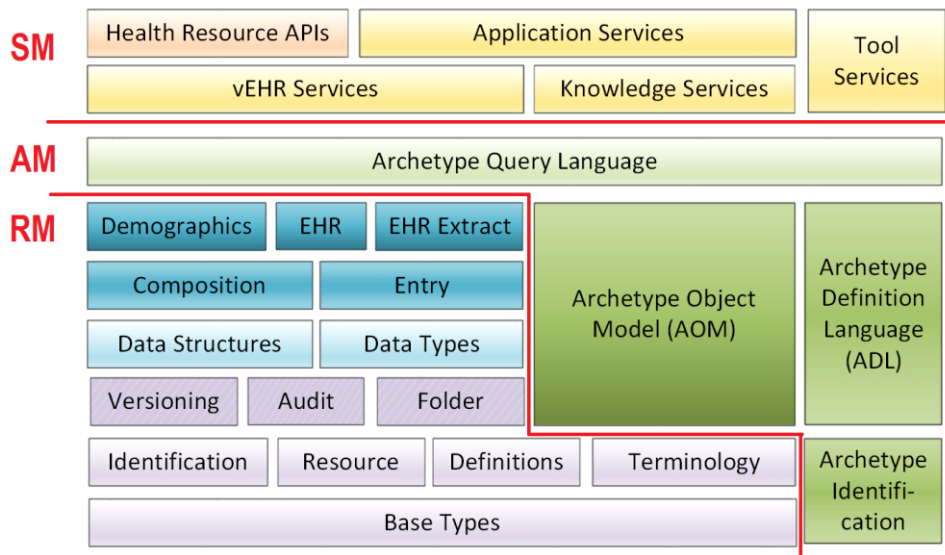 SM
Health Resource APIs
Application Services
Tool
Services
vEHR Services
Knowledge Services
AM
Archetype Query Language
RM
Demographics
EHR
EHR Extract
Composition
Entry
Data Structures
Data Types
Versioning
Audit
Folder
Archetype Object
Model (AOM)
Archetype
Definition
Language
(ADL)
Identification
Resource
Definitions
Terminology
Archetype
Identifi-
cation
Base Types